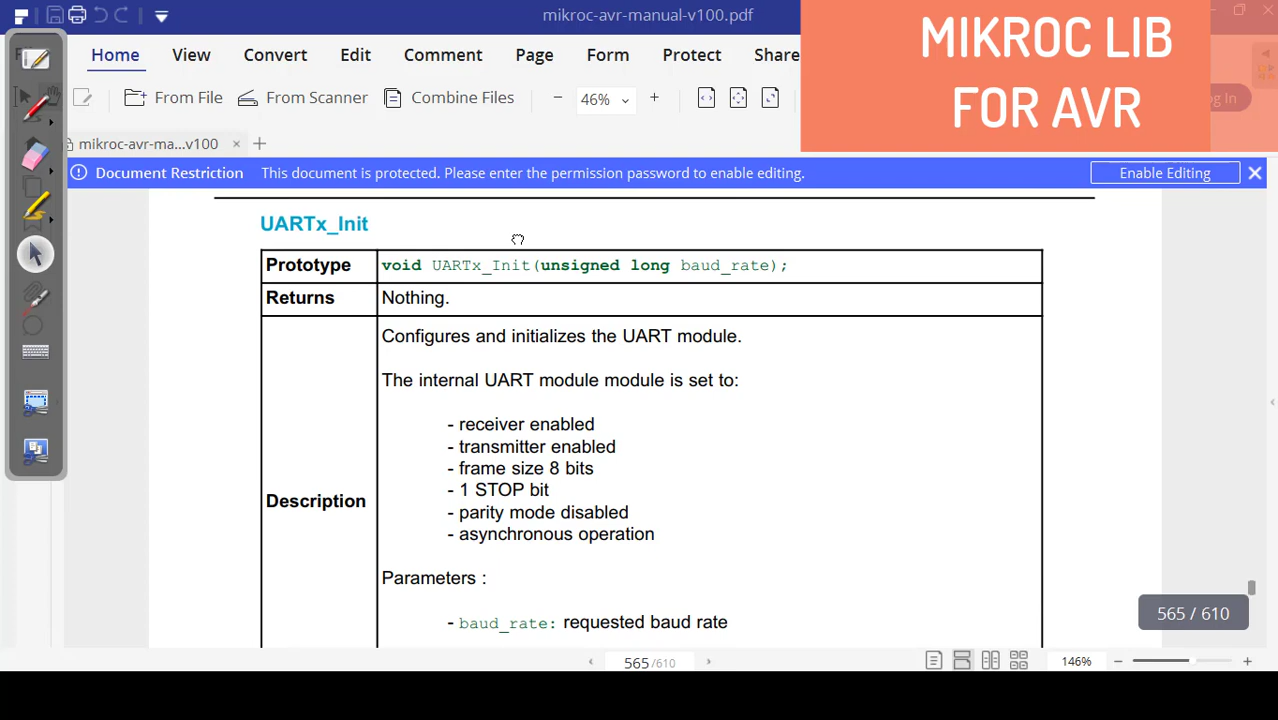 mikroc-avr-manual-v100.pdf
MIKROC LIB
FOR AVR
Home View Convert Edit Comment Page Form Protect Share
From File From Scanner Combine Files 46%
mikroc-avr-ma...v100
Document Restriction This document is protected. Please enter the permission password to enable editing. Enable Editing
UARTx_Init
Prototype void UARTx_Init(unsigned long baud_rate);
Returns Nothing.
Configures and initializes the UART module.
The internal UART module module is set to:
- receiver enabled
- transmitter enabled
- frame size 8 bits
- 1 STOP bit
Description
- parity mode disabled
- asynchronous operation
Parameters :
- baud_rate: requested baud rate
565 / 610
565 /610 146%